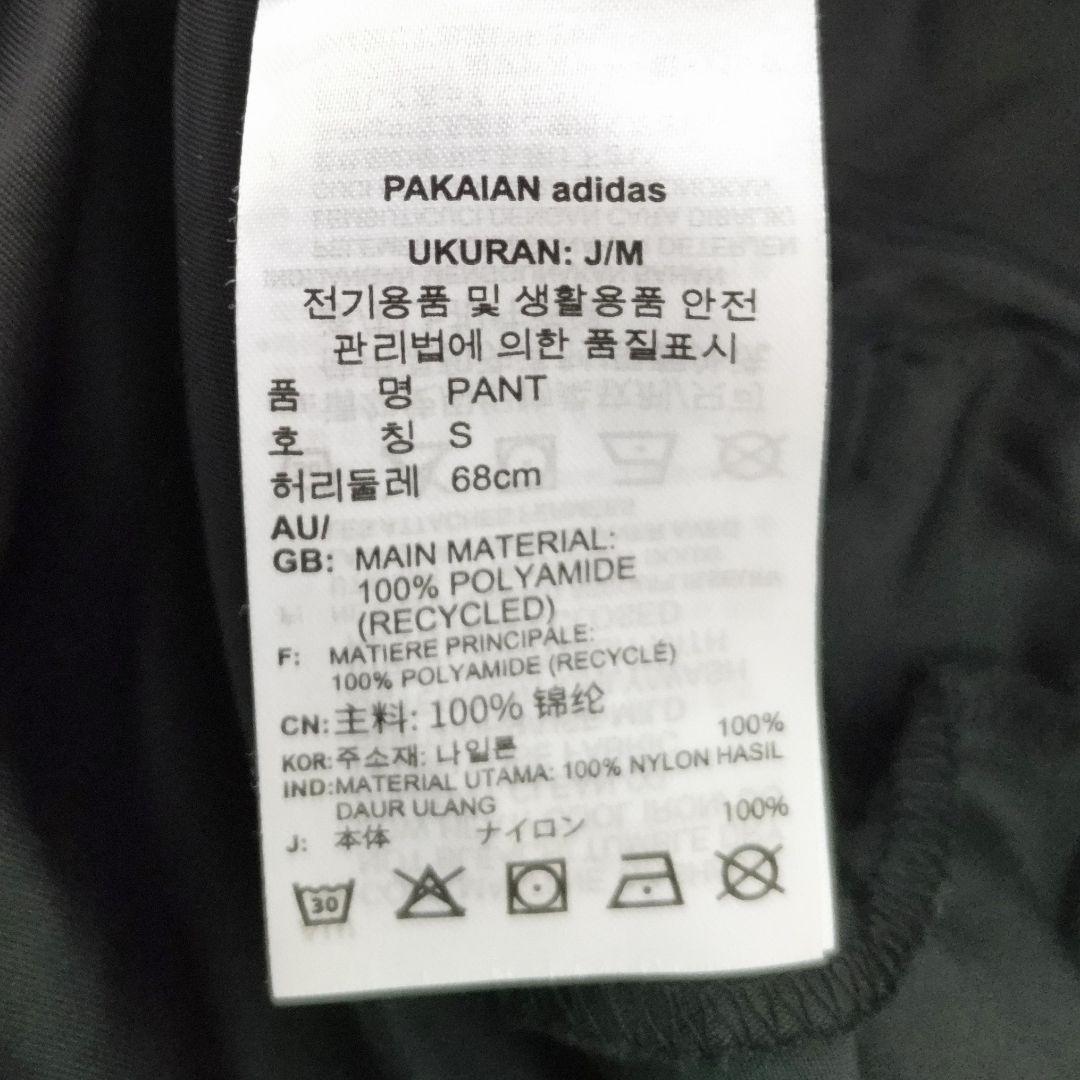 PAKAIAN adidas
UKURAN: J/M
전기용품 및 생활용품 안전
관리법에 의한 품질표시
품 명 PANT
호 칭 S
허리둘레 68cm
AU/
GB: MAIN MATERIAL:
100% POLYAMIDE
(RECYCLED)
F: MATIERE PRINCIPALE:
100% POLYAMIDE (RECYCLÉ)
CN: 主料: 100% 锦纶
KOR: 주소재: 나일론 100%
IND: MATERIAL UTAMA: 100% NYLON HASIL
DAUR ULANG
J: 本体 ナイロン 100%
30